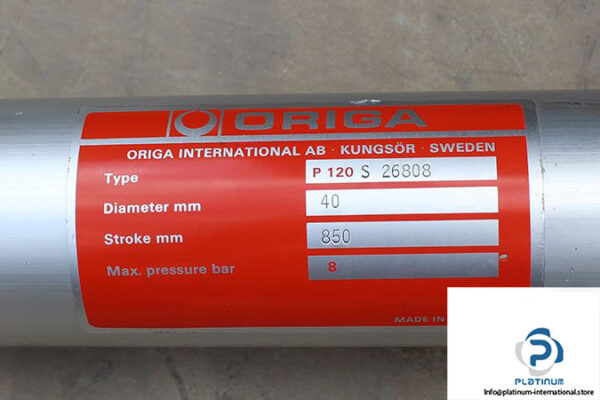 ORIGA
ORIGA INTERNATIONAL AB · KUNGSÖR · SWEDEN
Type P 120 S 26808
Diameter mm 40
Stroke mm 850
Max. pressure bar 8
MADE IN
PLATINUM
Info@platinum-international.store